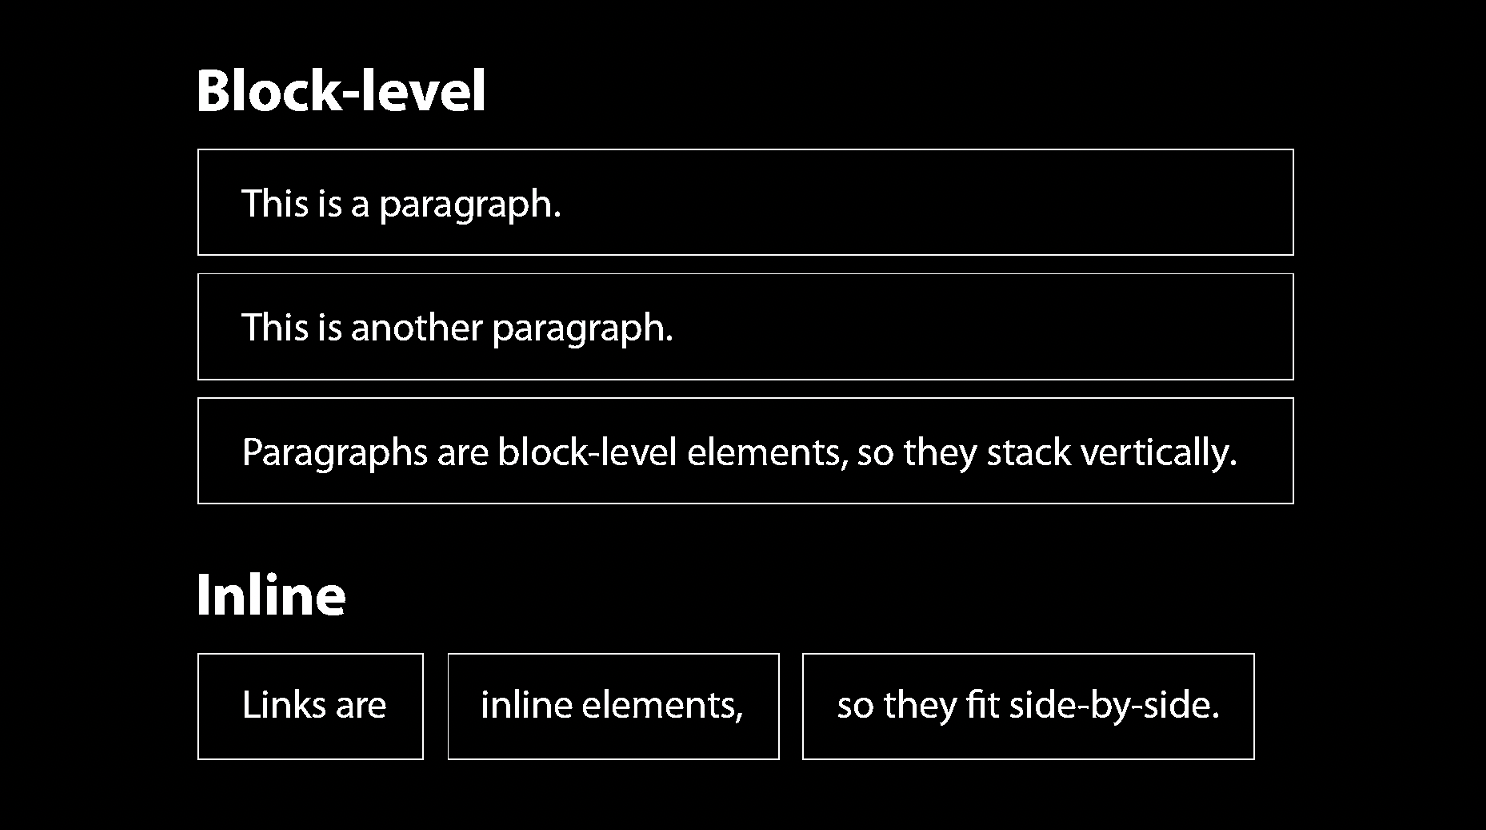 Block-level
This is a paragraph.
This is another paragraph.
Paragraphs are block-level elements, so they stack vertically.
Inline
Links are inline elements, so they fit side-by-side.